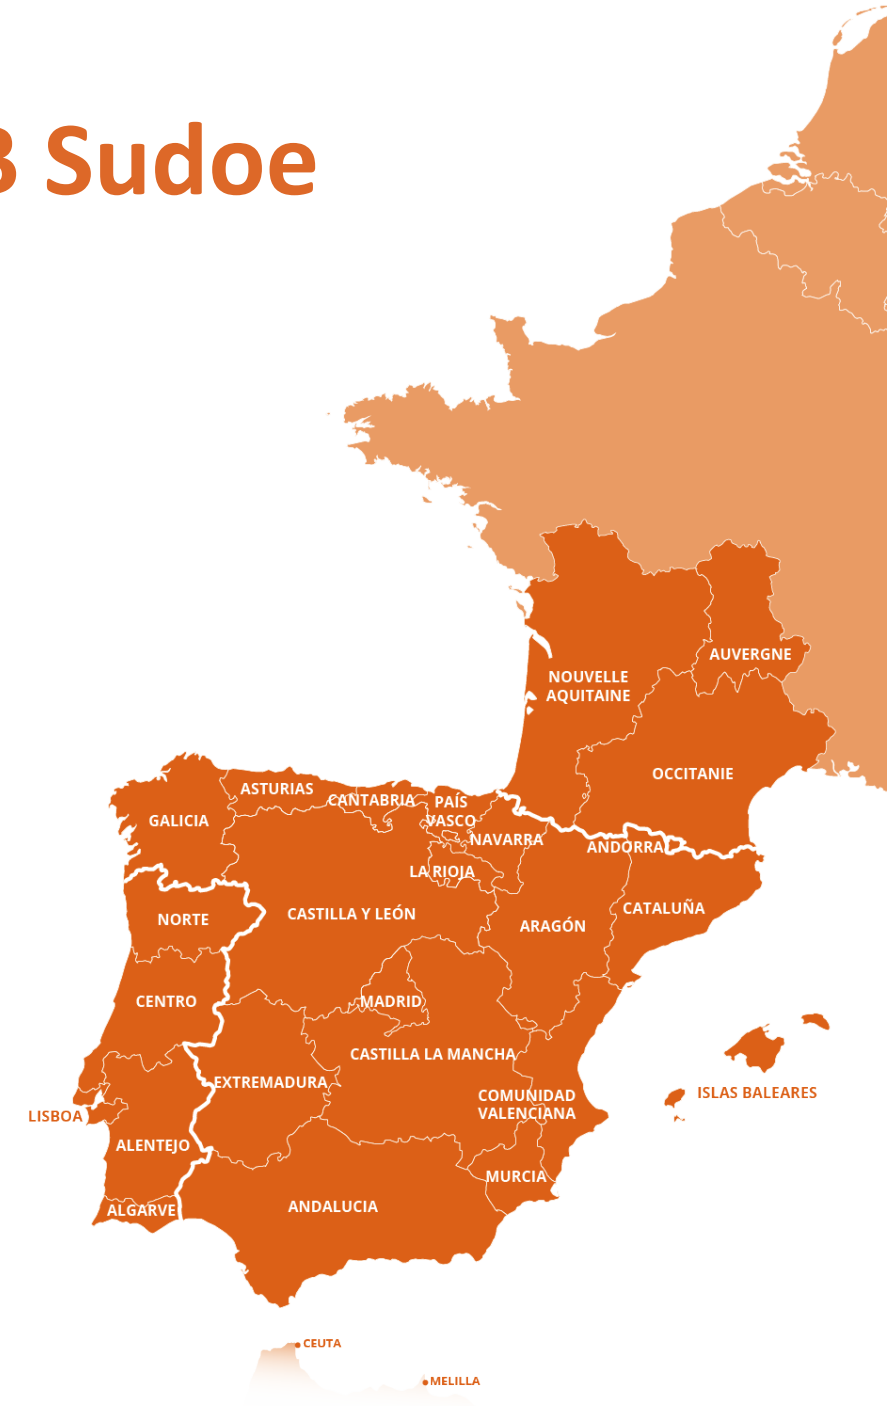 B Sudoe
AUVERGNE
NOUVELLE
AQUITAINE
OCCITANIE
ASTURIAS
CANTABRIA
PAÍS
VASCO
GALICIA
NAVARRA
ANDORRA
LA RIOJA
CATALUÑA
CASTILLA Y LEÓN
NORTE
ARAGÓN
CENTRO
MADRID
CASTILLA LA MANCHA
EXTREMADURA
COMUNIDAD
VALENCIANA
ISLAS BALEARES
LISBOA
ALENTEJO
MURCIA
ANDALUCIA
ALGARVE
CEUTA
MELILLA